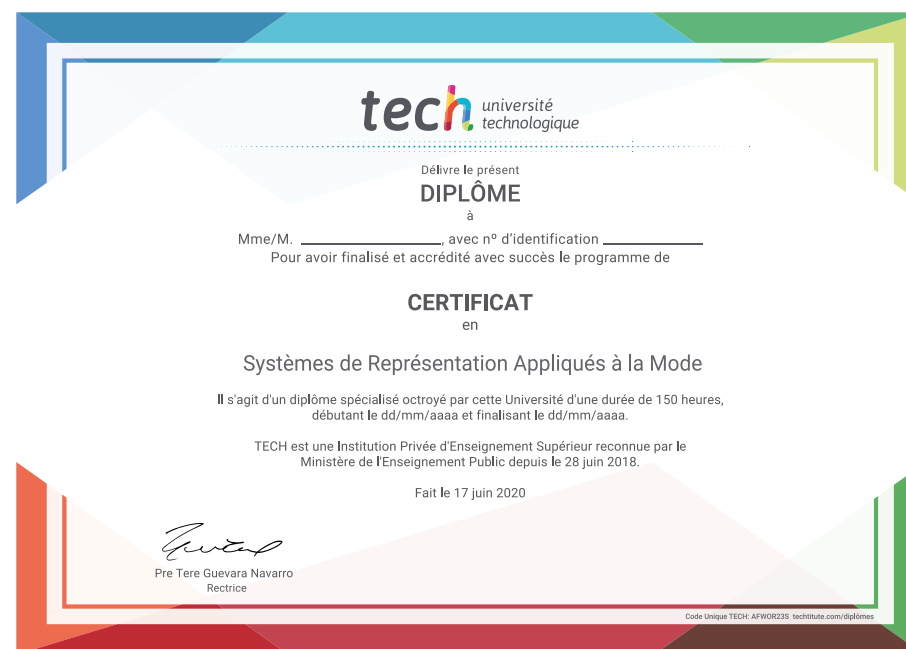 tech université
technologique
Délivre le présent
DIPLÔME
à
Mme/M. ____________________, avec nº d'identification ______________
Pour avoir finalisé et accrédité avec succès le programme de
CERTIFICAT
en
Systèmes de Représentation Appliqués à la Mode
Il s'agit d'un diplôme spécialisé octroyé par cette Université d'une durée de 150 heures,
débutant le dd/mm/aaaa et finalisant le dd/mm/aaaa.
TECH est une Institution Privée d'Enseignement Supérieur reconnue par le
Ministère de l'Enseignement Public depuis le 28 juin 2018.
Fait le 17 juin 2020
Pre Tere Guevara Navarro
Rectrice
Code Unique TECH: AFWOR23S techtitute.com/diplômes